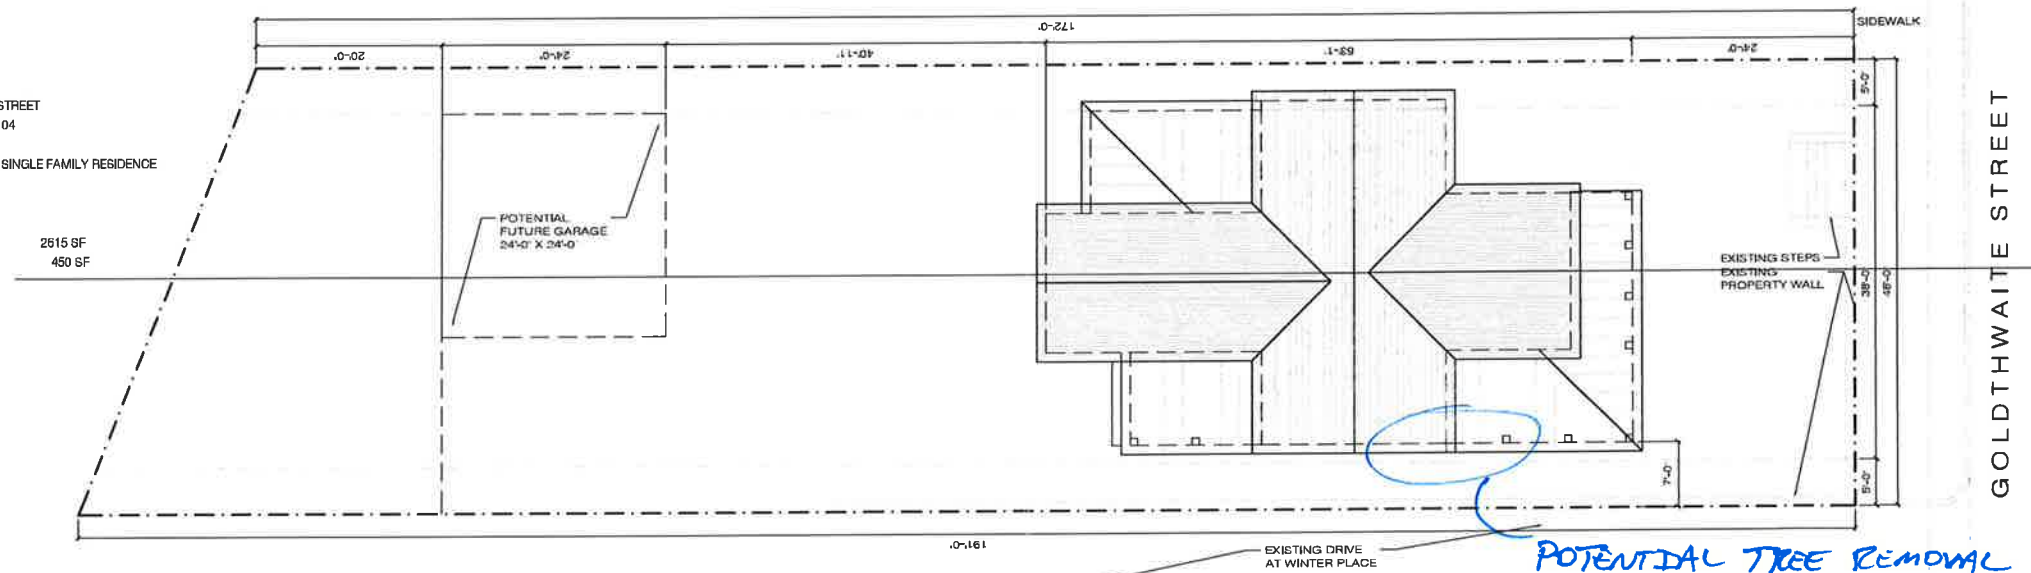 172'-0"
SIDEWALK
20'-0"
24'-0"
40'-11"
63'-1"
24'-0"
STREET
04
SINGLE FAMILY RESIDENCE
2615 SF
450 SF
POTENTIAL
FUTURE GARAGE
24'-0" X 24'-0"
EXISTING STEPS
EXISTING
PROPERTY WALL
5'-0"
38'-0"
48'-0"
5'-0"
7'-0"
GOLDTHWAITE STREET
191'-0"
EXISTING DRIVE
AT WINTER PLACE
POTENTIAL TREE REMOVAL